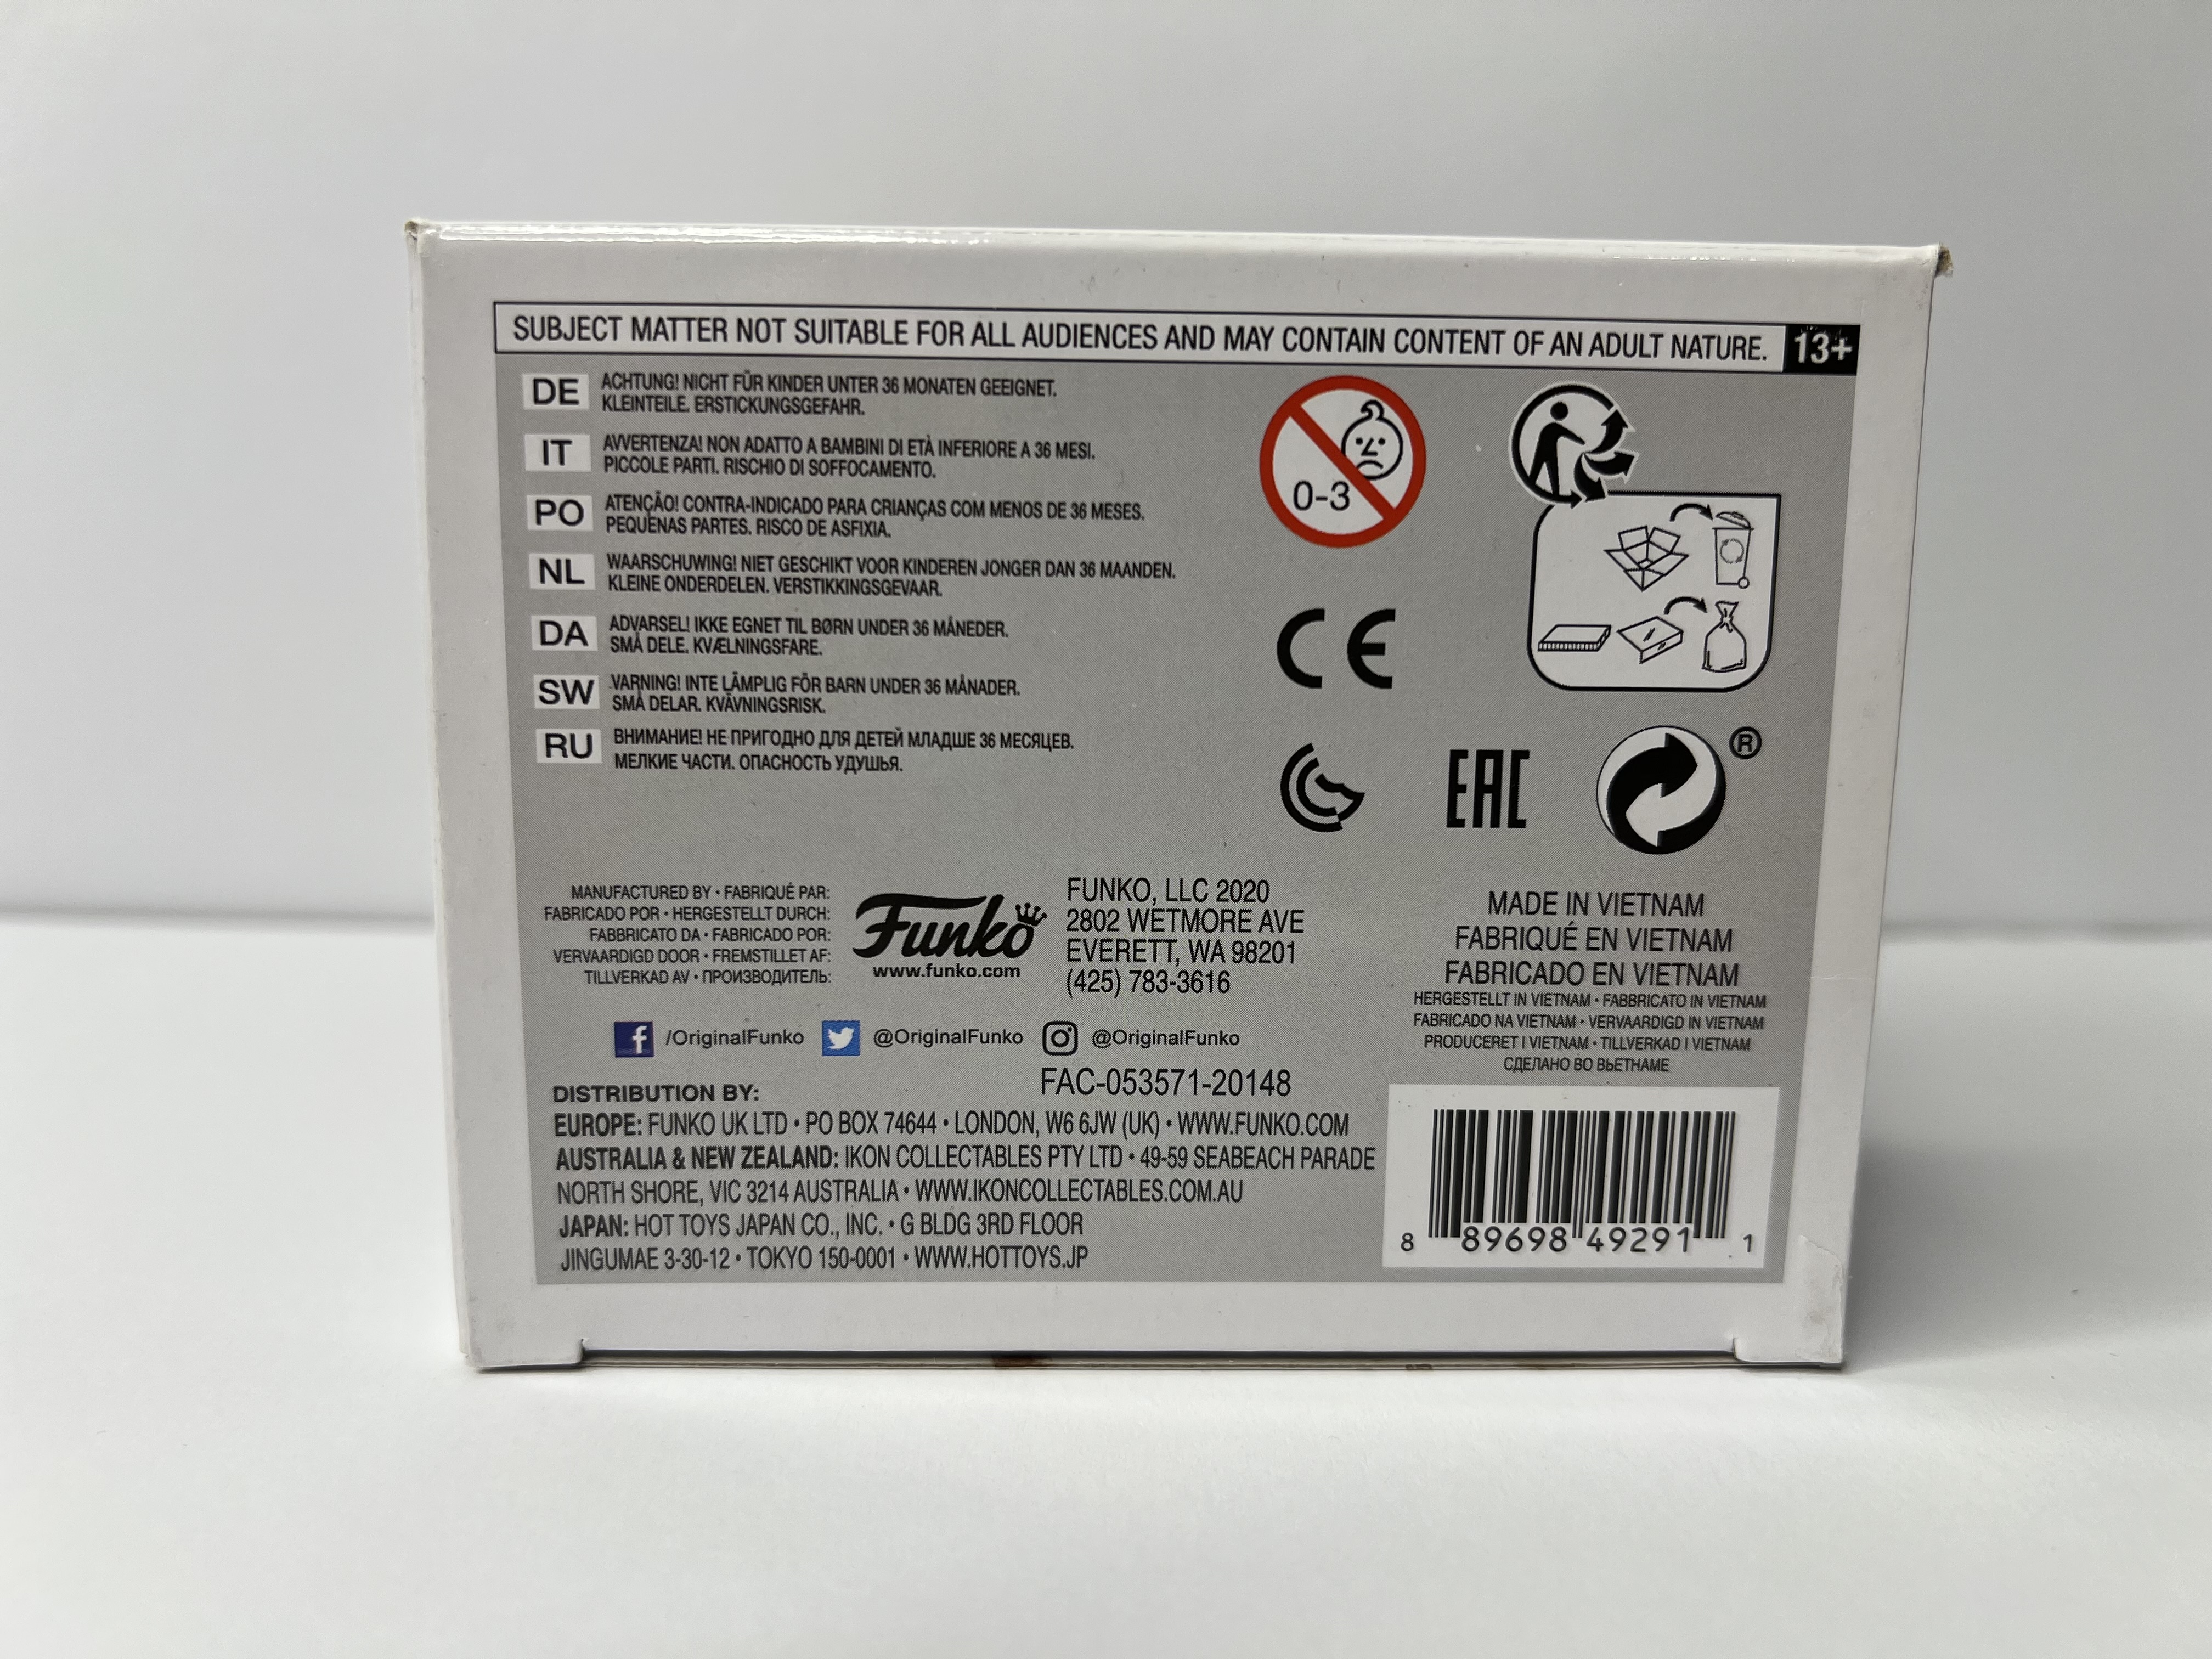 SUBJECT MATTER NOT SUITABLE FOR ALL AUDIENCES AND MAY CONTAIN CONTENT OF AN ADULT NATURE. 13+
DE ACHTUNG! NICHT FÜR KINDER UNTER 36 MONATEN GEEIGNET.
KLEINTEILE. ERSTICKUNGSGEFAHR.
IT AVVERTENZA! NON ADATTO A BAMBINI DI ETÀ INFERIORE A 36 MESI.
PICCOLE PARTI. RISCHIO DI SOFFOCAMENTO.
PO ATENÇÃO! CONTRA-INDICADO PARA CRIANÇAS COM MENOS DE 36 MESES.
PEQUENAS PARTES. RISCO DE ASFIXIA.
NL WAARSCHUWING! NIET GESCHIKT VOOR KINDEREN JONGER DAN 36 MAANDEN.
KLEINE ONDERDELEN. VERSTIKKINGSGEVAAR.
DA ADVARSEL! IKKE EGNET TIL BØRN UNDER 36 MÅNEDER.
SMÅ DELE. KVÆLNINGSFARE.
SW VARNING! INTE LÄMPLIG FÖR BARN UNDER 36 MÅNADER.
SMÅ DELAR. KVÄVNINGSRISK.
RU ВНИМАНИЕ! НЕ ПРИГОДНО ДЛЯ ДЕТЕЙ МЛАДШЕ 36 МЕСЯЦЕВ.
МЕЛКИЕ ЧАСТИ. ОПАСНОСТЬ УДУШЬЯ.
0-3
CE
EAC
®
MANUFACTURED BY • FABRIQUÉ PAR:
FABRICADO POR • HERGESTELLT DURCH:
FABBRICATO DA • FABRICADO POR:
VERVAARDIGD DOOR • FREMSTILLET AF:
TILLVERKAD AV • ПРОИЗВОДИТЕЛЬ:
Funko
www.funko.com
FUNKO, LLC 2020
2802 WETMORE AVE
EVERETT, WA 98201
(425) 783-3616
MADE IN VIETNAM
FABRIQUÉ EN VIETNAM
FABRICADO EN VIETNAM
HERGESTELLT IN VIETNAM • FABBRICATO IN VIETNAM
FABRICADO NA VIETNAM • VERVAARDIGD IN VIETNAM
PRODUCERET I VIETNAM • TILLVERKAD I VIETNAM
СДЕЛАНО ВО ВЬЕТНАМЕ
f /OriginalFunko @OriginalFunko @OriginalFunko
FAC-053571-20148
DISTRIBUTION BY:
EUROPE: FUNKO UK LTD • PO BOX 74644 • LONDON, W6 6JW (UK) • WWW.FUNKO.COM
AUSTRALIA & NEW ZEALAND: IKON COLLECTABLES PTY LTD • 49-59 SEABEACH PARADE
NORTH SHORE, VIC 3214 AUSTRALIA • WWW.IKONCOLLECTABLES.COM.AU
JAPAN: HOT TOYS JAPAN CO., INC. • G BLDG 3RD FLOOR
JINGUMAE 3-30-12 • TOKYO 150-0001 • WWW.HOTTOYS.JP
8 89698 49291 1